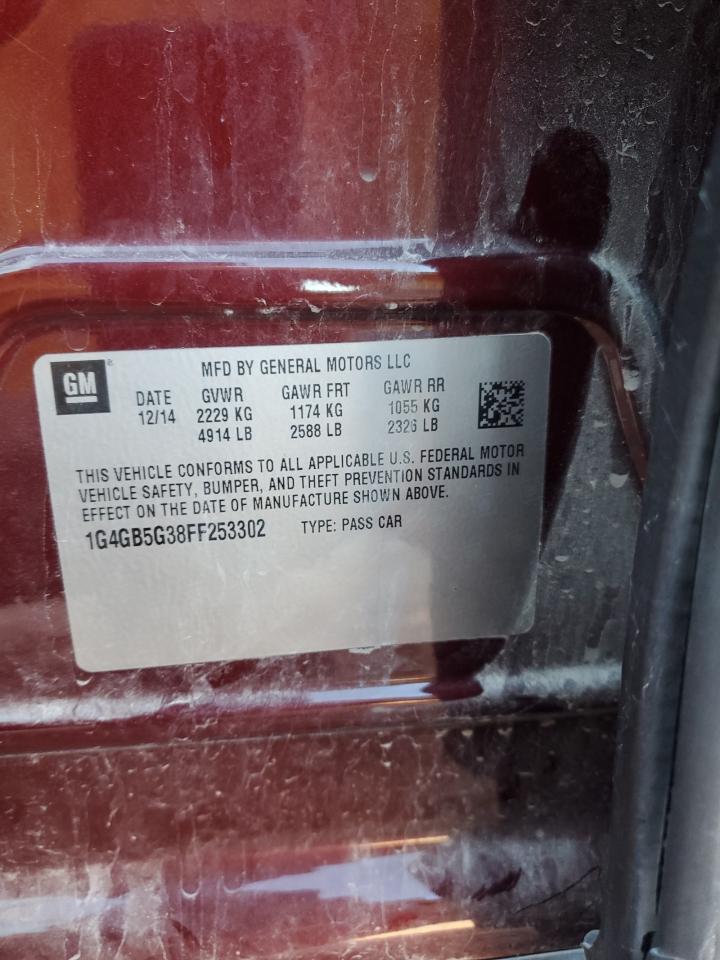 GM ®
MFD BY GENERAL MOTORS LLC
DATE GVWR GAWR FRT GAWR RR
12/14 2229 KG 1174 KG 1055 KG
4914 LB 2588 LB 2326 LB
THIS VEHICLE CONFORMS TO ALL APPLICABLE U.S. FEDERAL MOTOR
VEHICLE SAFETY, BUMPER, AND THEFT PREVENTION STANDARDS IN
EFFECT ON THE DATE OF MANUFACTURE SHOWN ABOVE.
1G4GB5G38FF253302 TYPE: PASS CAR